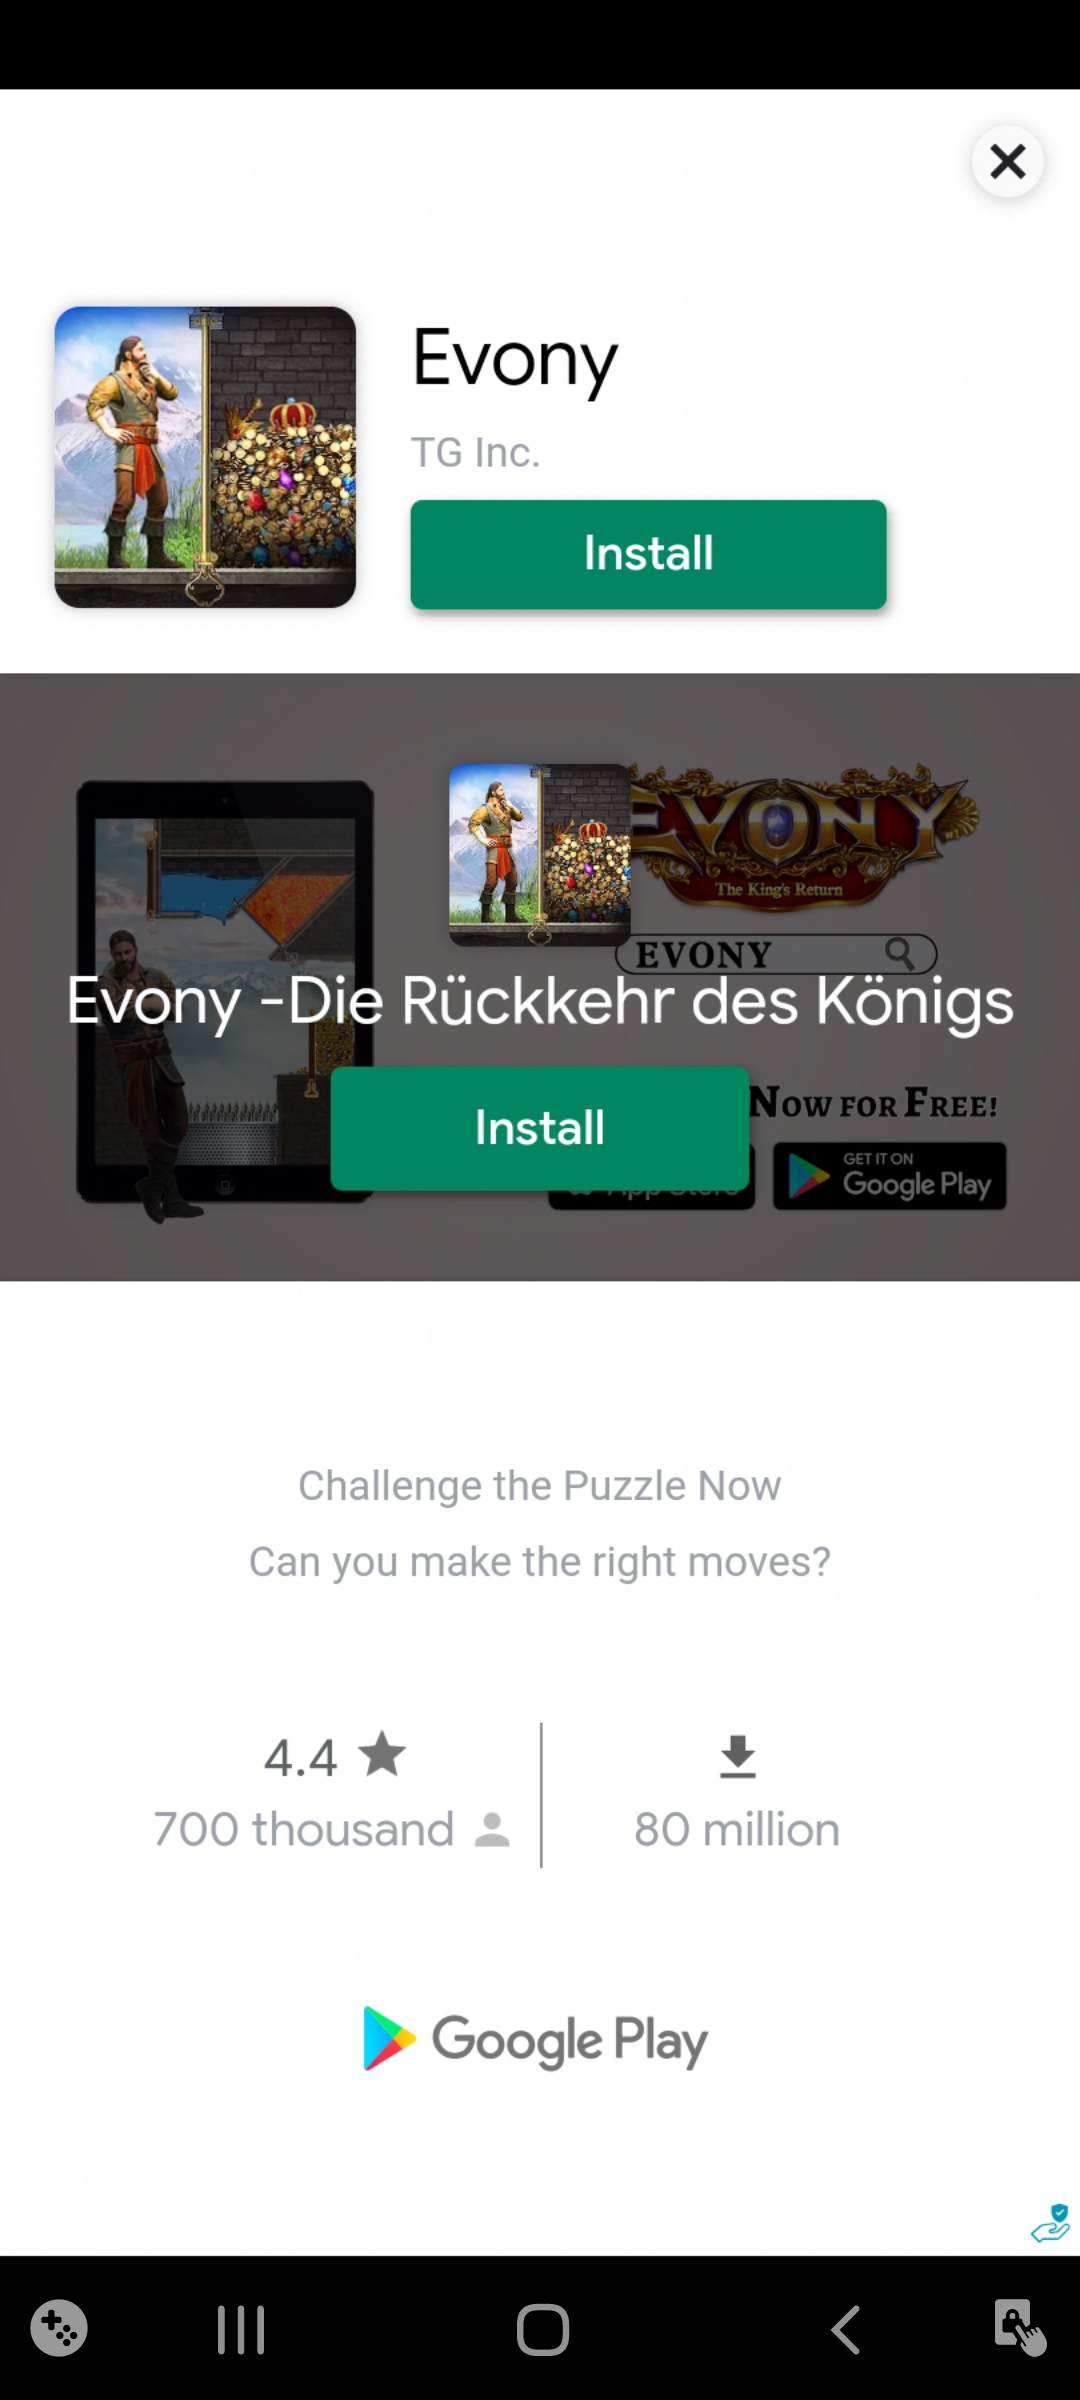 Evony
TG Inc.
Install
EVONY
The King's Return
EVONY
Evony -Die Rückkehr des Königs
Install
NOW FOR FREE!
App Store
GET IT ON
Google Play
Challenge the Puzzle Now
Can you make the right moves?
4.4
700 thousand
80 million
Google Play